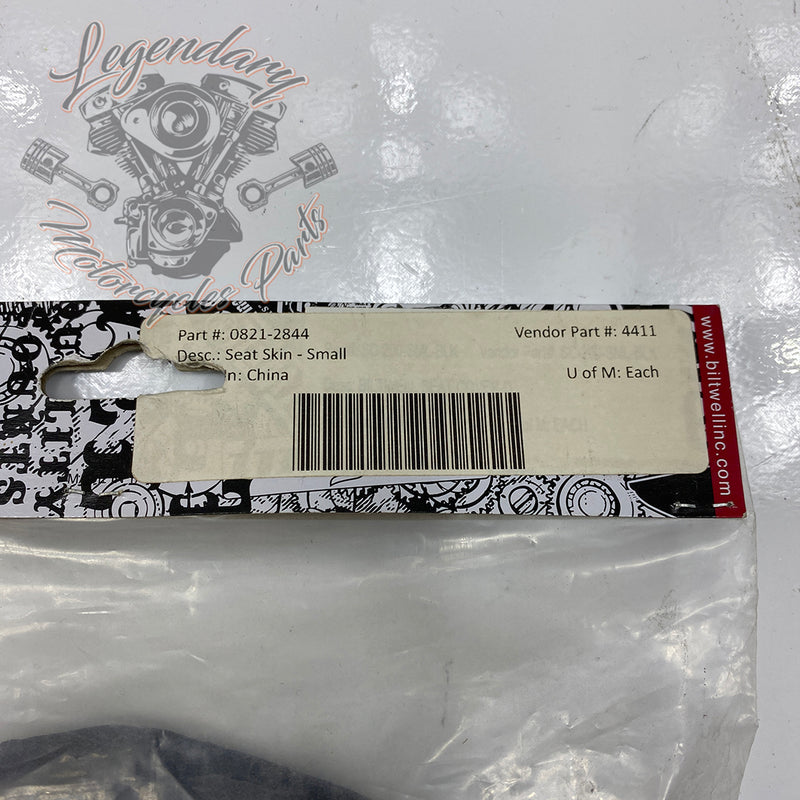 Legendary
Motorcycles Parts
Part #: 0821-2844 Vendor Part #: 4411
Desc.: Seat Skin - Small
In: China U of M: Each
www.biltwellinc.com